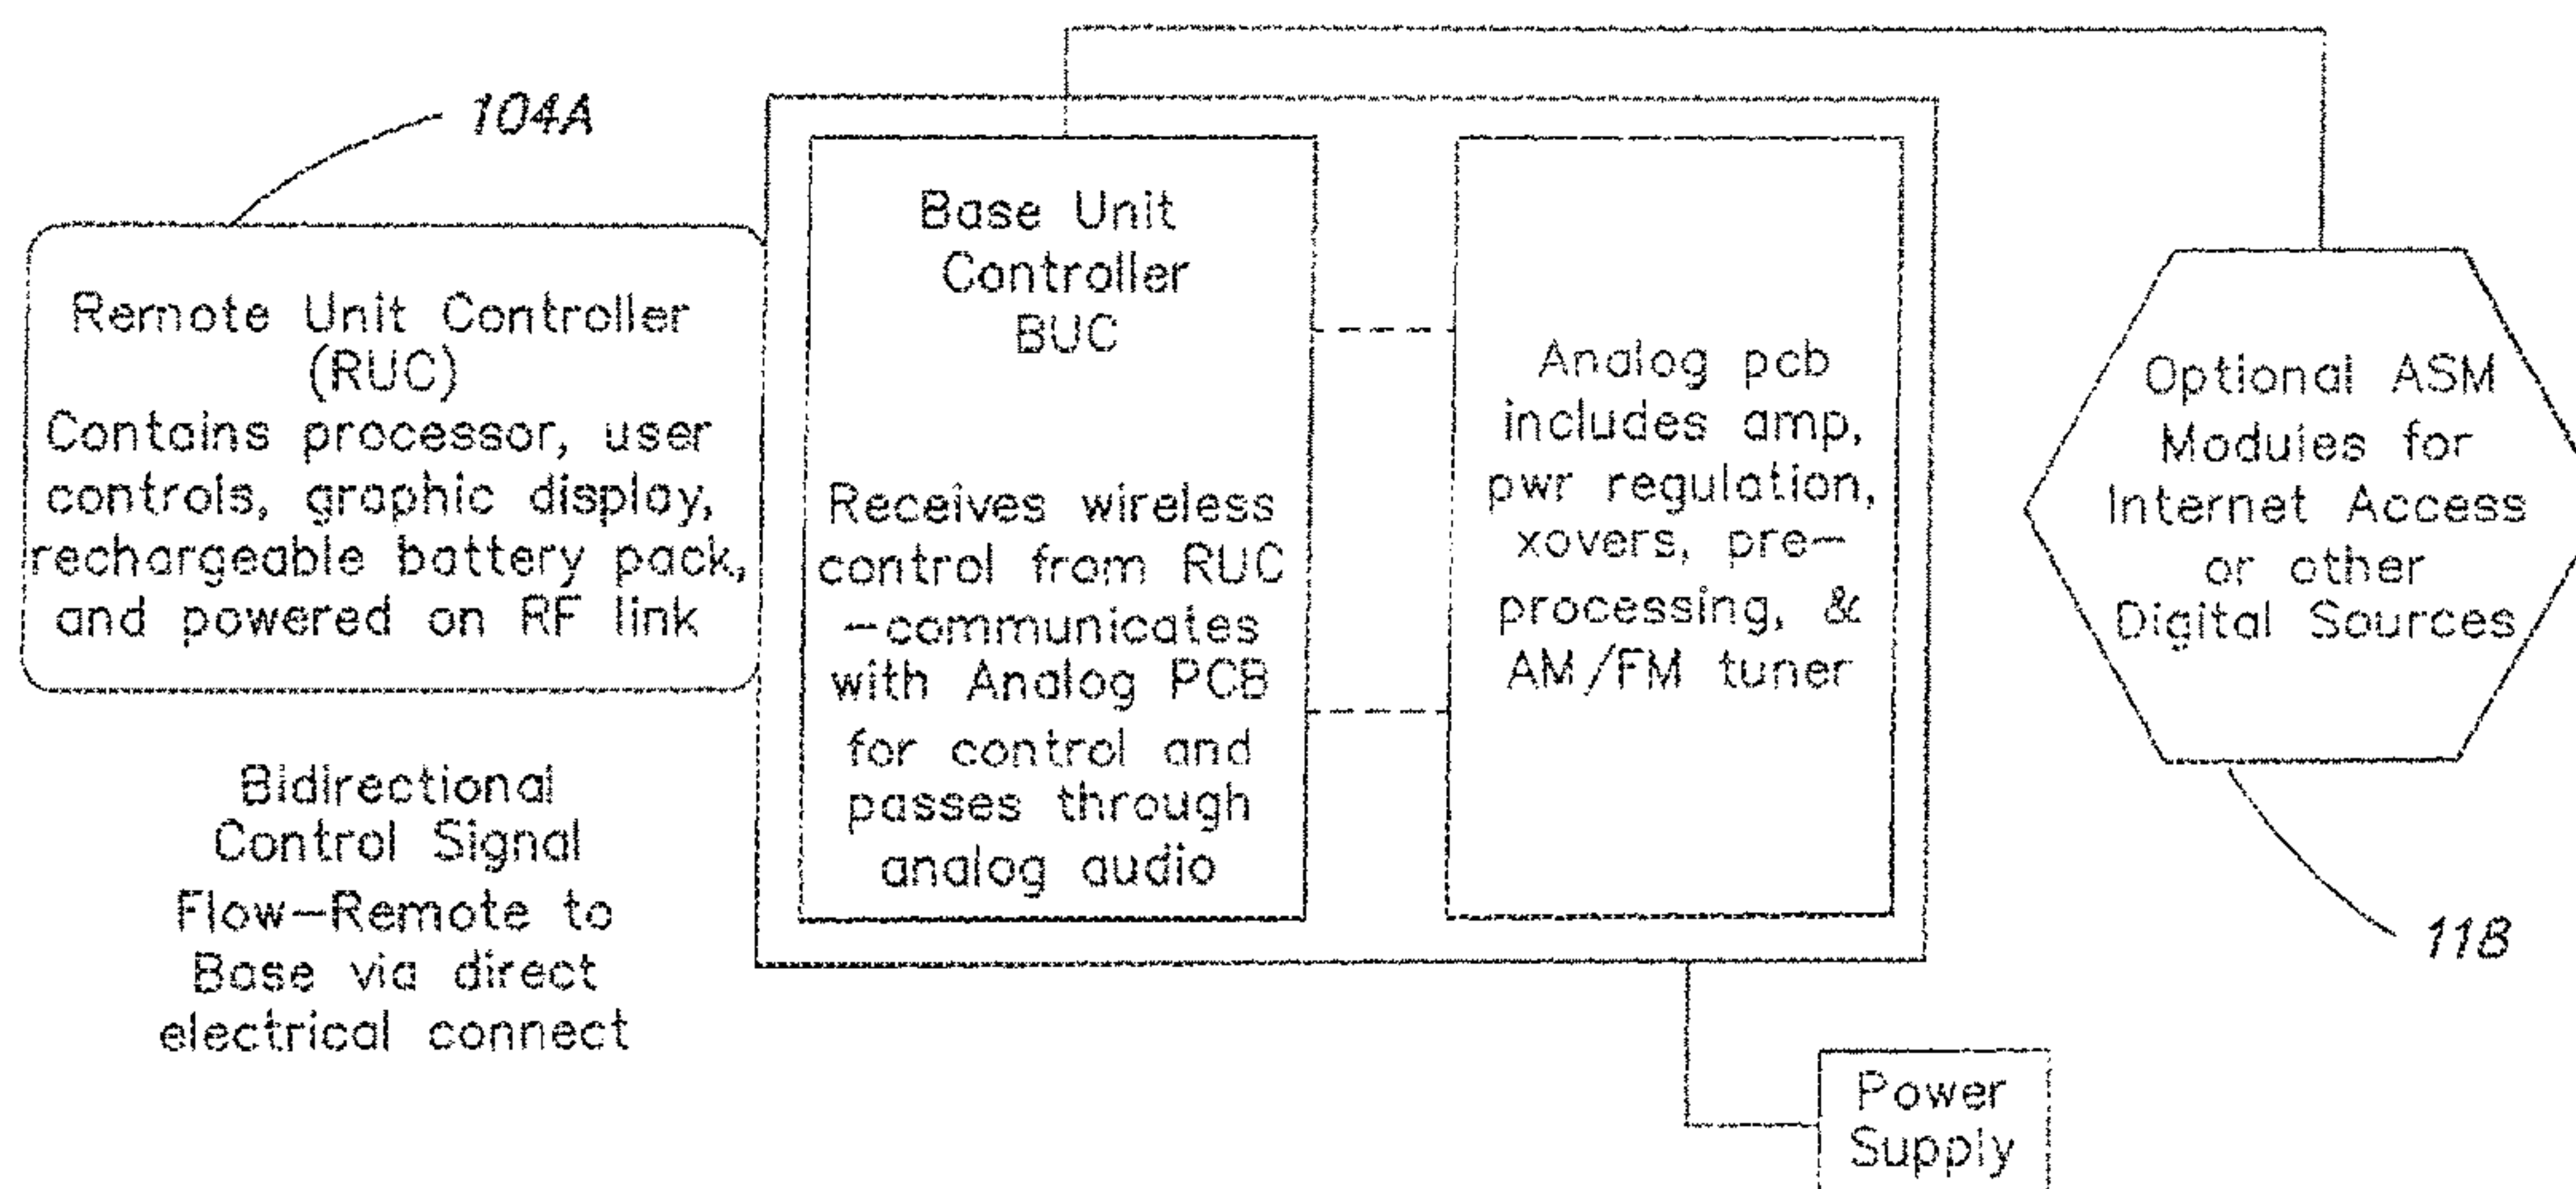 104A
Remote Unit Controller
(RUC)
Contains processor, user
controls, graphic display,
rechargeable battery pack,
and powered on RF link
Bidirectional
Control Signal
Flow—Remote to
Base via direct
electrical connect
Base Unit
Controller
BUC
Receives wireless
control from RUC
—communicates
with Analog PCB
for control and
passes through
analog audio
Analog pcb
includes amp,
pwr regulation,
xovers, pre—
processing, &
AM/FM tuner
Optional ASM
Modules for
Internet Access
or other
Digital Sources
118
Power
Supply